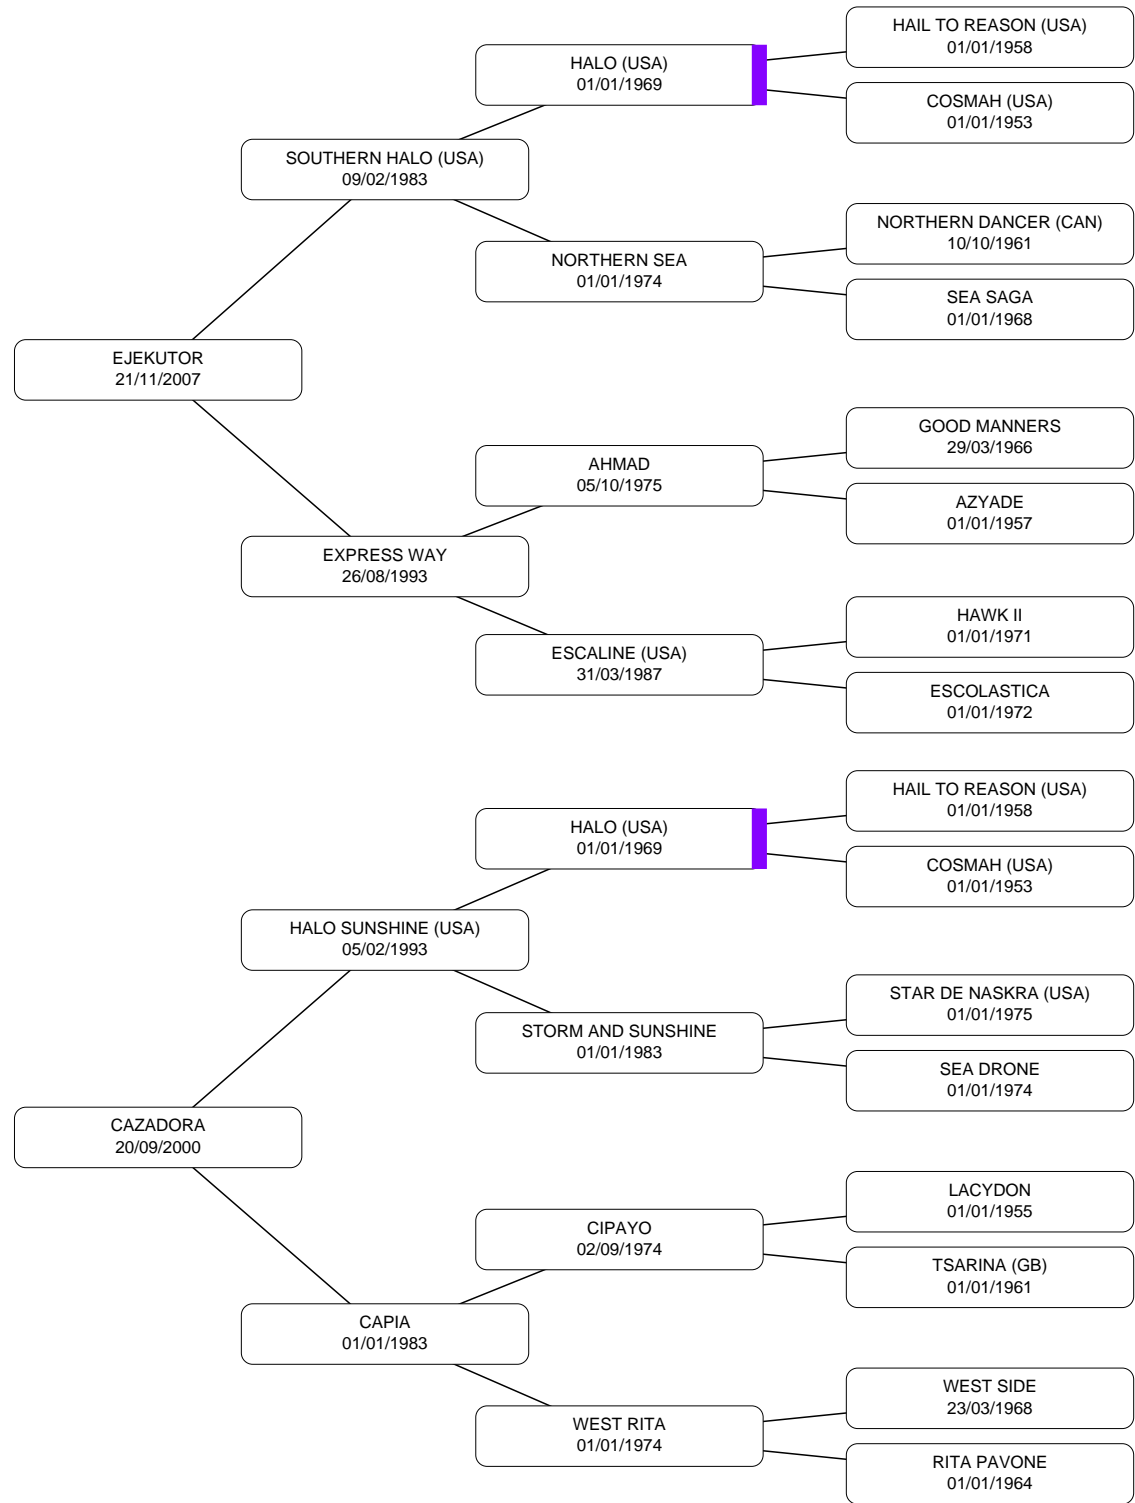 HAIL TO REASON (USA)
01/01/1958
HALO (USA)
01/01/1969
COSMAH (USA)
01/01/1953
SOUTHERN HALO (USA)
09/02/1983
NORTHERN DANCER (CAN)
10/10/1961
NORTHERN SEA
01/01/1974
SEA SAGA
01/01/1968
EJEKUTOR
21/11/2007
GOOD MANNERS
29/03/1966
AHMAD
05/10/1975
AZYADE
01/01/1957
EXPRESS WAY
26/08/1993
HAWK II
01/01/1971
ESCALINE (USA)
31/03/1987
ESCOLASTICA
01/01/1972
HAIL TO REASON (USA)
01/01/1958
HALO (USA)
01/01/1969
COSMAH (USA)
01/01/1953
HALO SUNSHINE (USA)
05/02/1993
STAR DE NASKRA (USA)
01/01/1975
STORM AND SUNSHINE
01/01/1983
SEA DRONE
01/01/1974
CAZADORA
20/09/2000
LACYDON
01/01/1955
CIPAYO
02/09/1974
TSARINA (GB)
01/01/1961
CAPIA
01/01/1983
WEST SIDE
23/03/1968
WEST RITA
01/01/1974
RITA PAVONE
01/01/1964